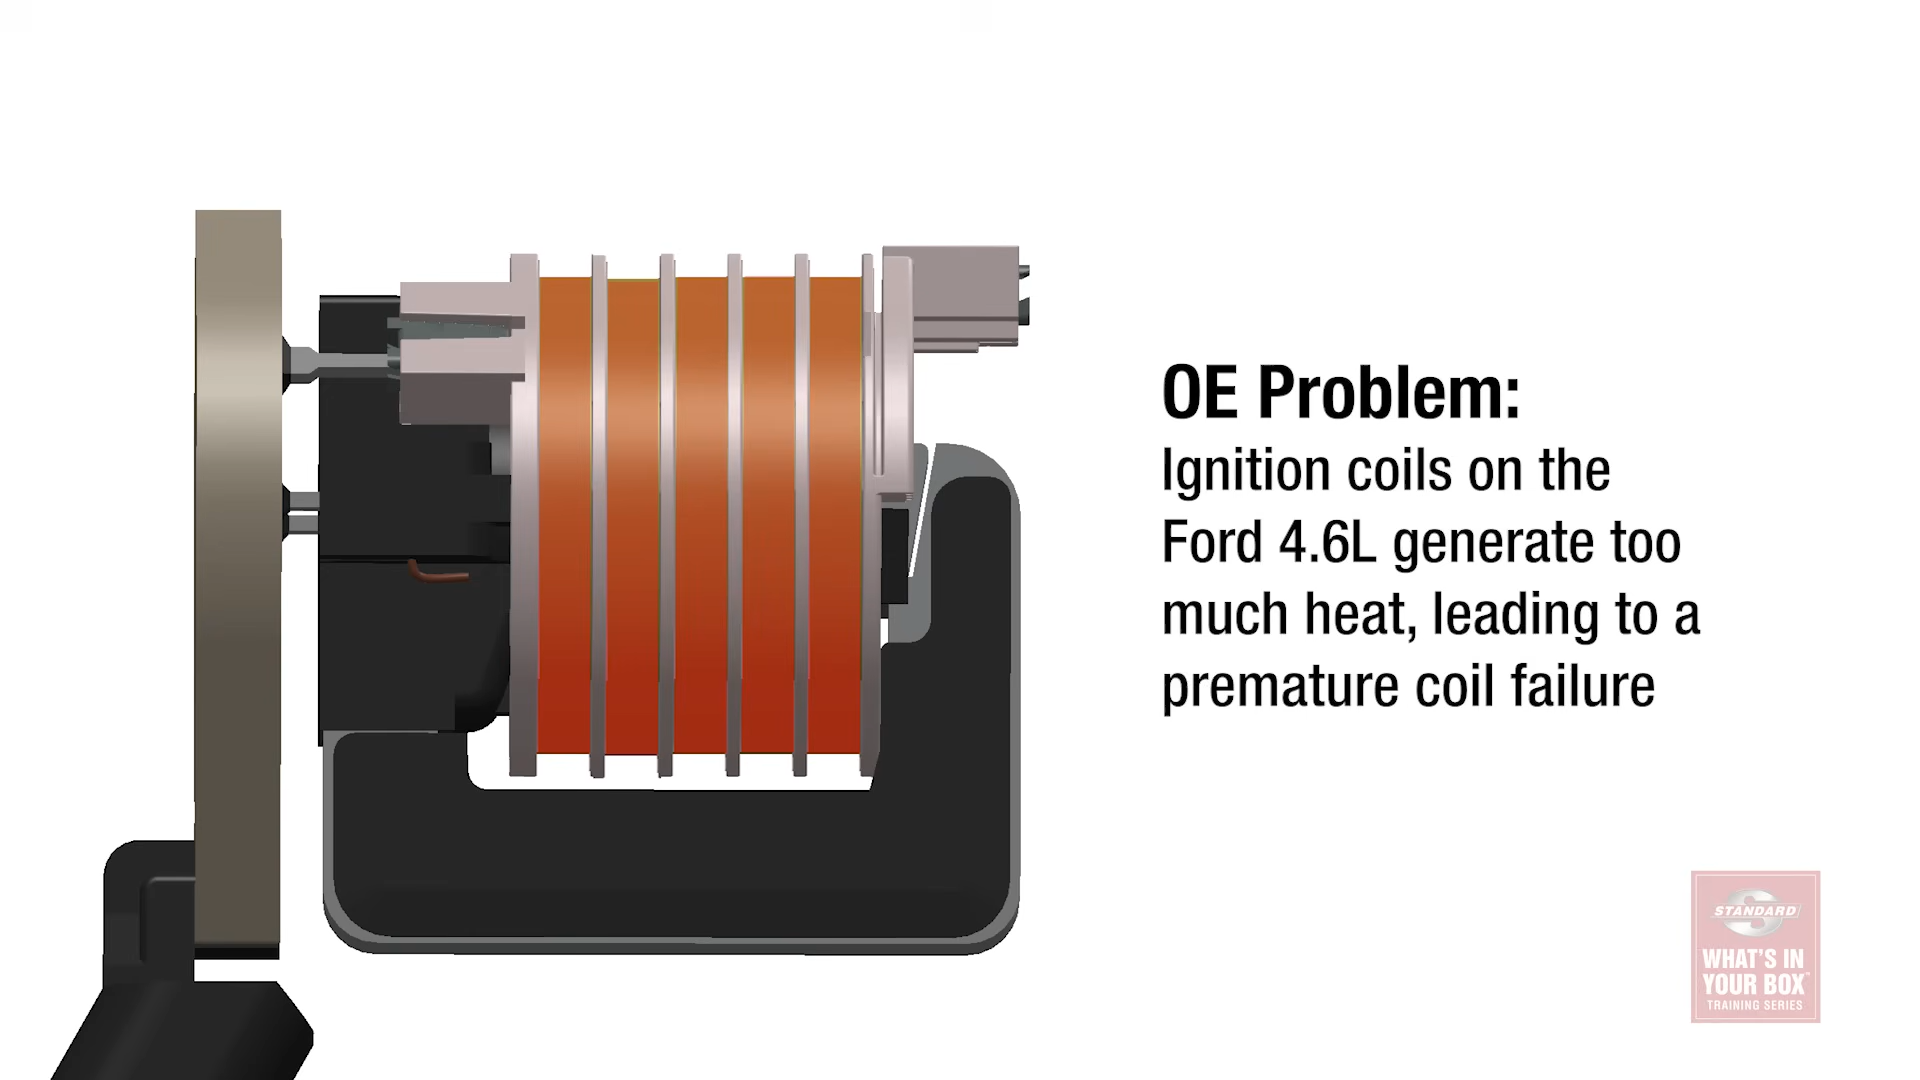 OE Problem:
Ignition coils on the
Ford 4.6L generate too
much heat, leading to a
premature coil failure
STANDARD
WHAT'S IN
YOUR BOX™
TRAINING SERIES